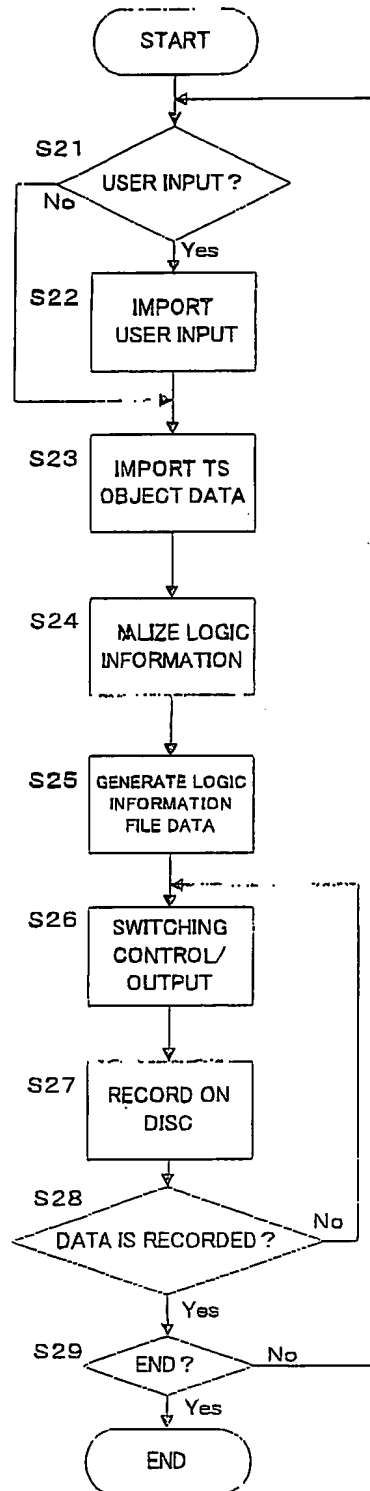 START
S21
USER INPUT?
No
Yes
S22
IMPORT
USER INPUT
S23
IMPORT TS
OBJECT DATA
S24
LOGIC
INFORMATION
S25
GENERATE LOGIC
INFORMATION
FILE DATA
S26
SWITCHING
CONTROL/
OUTPUT
S27
RECORD ON
DISC
S28
No
DATA IS RECORDED?
Yes
S29
END?
No
Yes
END